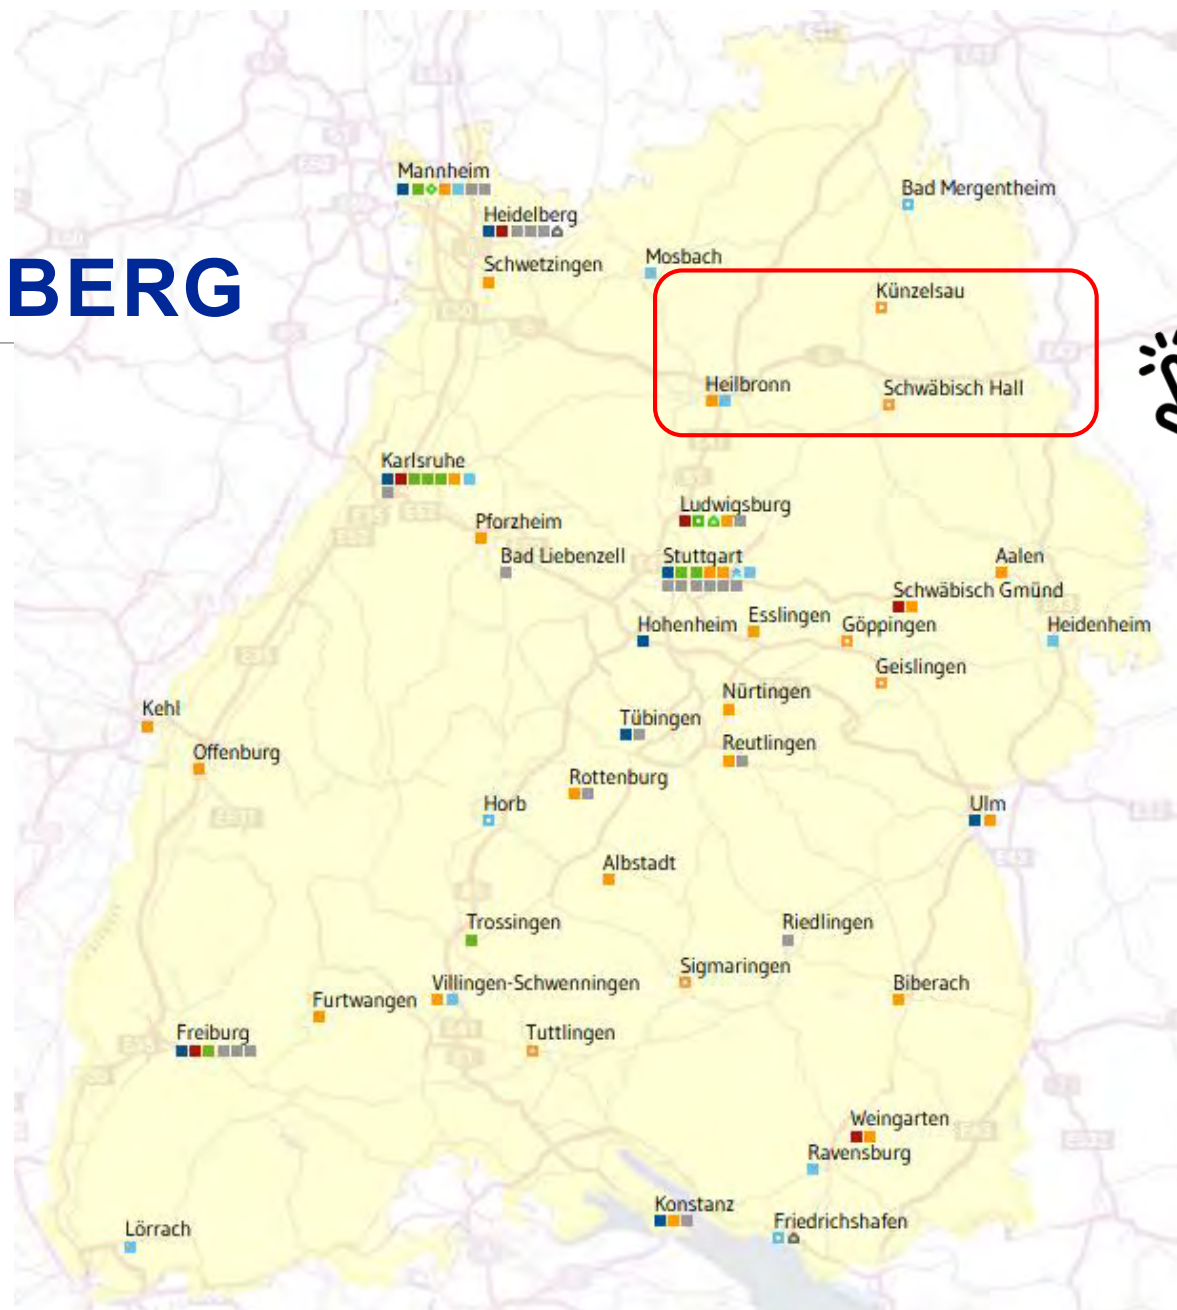 Mannheim
Bad Mergentheim
Heidelberg
Mosbach
Schwetzingen
BERG
Künzelsau
Heilbronn
Schwäbisch Hall
Karlsruhe
Ludwigsburg
Pforzheim
Bad Liebenzell
Stuttgart
Aalen
Schwäbisch Gmünd
Hohenheim
Esslingen
Göppingen
Heidenheim
Geislingen
Nürtingen
Kehl
Tübingen
Reutlingen
Offenburg
Rottenburg
Horb
Ulm
Albstadt
Trossingen
Riedlingen
Sigmaringen
Villingen-Schwenningen
Biberach
Furtwangen
Freiburg
Tuttlingen
Weingarten
Ravensburg
Konstanz
Friedrichshafen
Lörrach